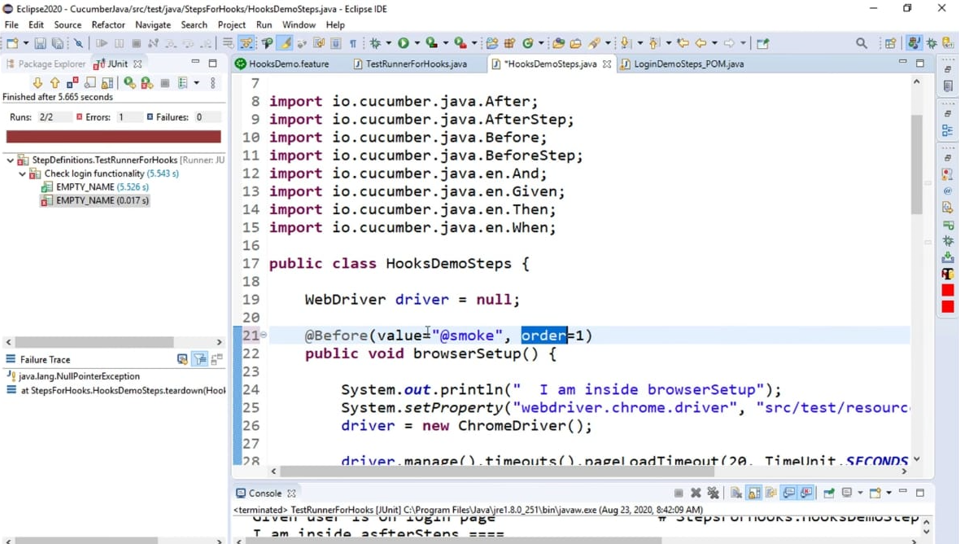 Eclipse2020 - CucumberJava/src/test/java/StepsForHooks/HooksDemoSteps.java - Eclipse IDE
File Edit Source Refactor Navigate Search Project Run Window Help
Package Explorer JUnit
Finished after 5.665 seconds
Runs: 2/2 Errors: 1 Failures: 0
StepDefinitions.TestRunnerForHooks [Runner: JU
Check login functionality (5.543 s)
EMPTY_NAME (5.526 s)
EMPTY_NAME (0.017 s)
Failure Trace
java.lang.NullPointerException
at StepsForHooks.HooksDemoSteps.teardown(Hook
HooksDemo.feature TestRunnerForHooks.java *HooksDemoSteps.java LoginDemoSteps_POM.java
7
8 import io.cucumber.java.After;
9 import io.cucumber.java.AfterStep;
10 import io.cucumber.java.Before;
11 import io.cucumber.java.BeforeStep;
12 import io.cucumber.java.en.And;
13 import io.cucumber.java.en.Given;
14 import io.cucumber.java.en.Then;
15 import io.cucumber.java.en.When;
16
17 public class HooksDemoSteps {
18
19 WebDriver driver = null;
20
21 @Before(value="@smoke", order=1)
22 public void browserSetup() {
23
24 System.out.println("  I am inside browserSetup");
25 System.setProperty("webdriver.chrome.driver", "src/test/resourc
26 driver = new ChromeDriver();
27
28 driver.manage().timeouts().pageLoadTimeout(20, TimeUnit.SECONDS
Console
<terminated> TestRunnerForHooks [JUnit] C:\Program Files\Java\jre1.8.0_251\bin\javaw.exe (Aug 23, 2020, 8:42:09 AM)
Given user is on login page # StepsForHooks.HooksDemoStep
I am inside asfterSteps ====